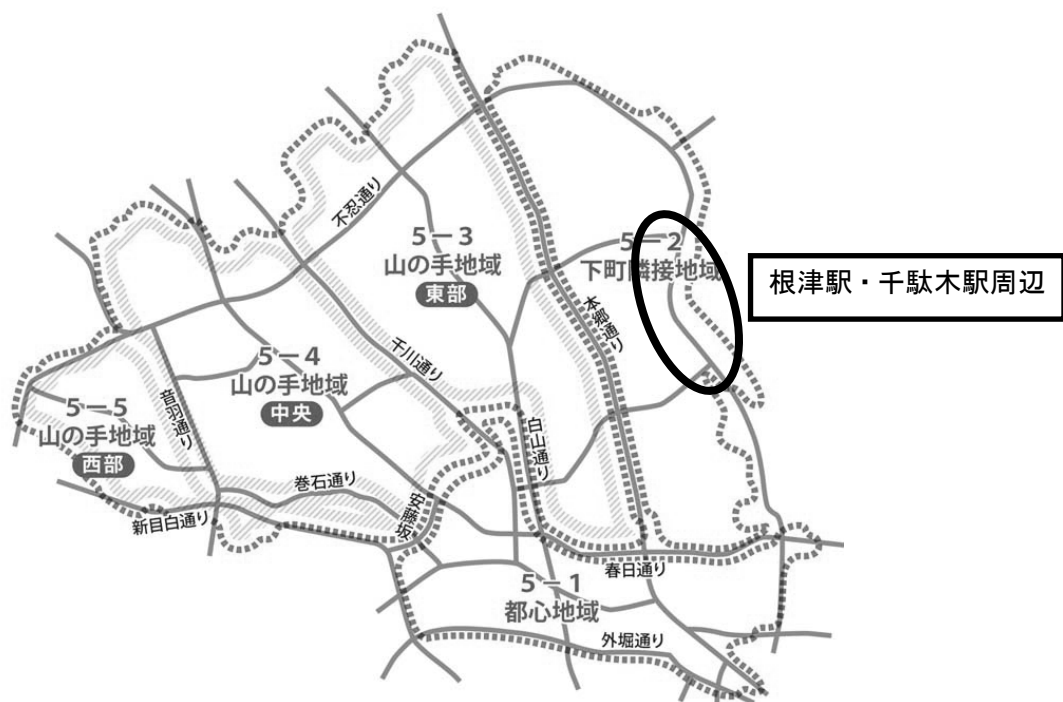 不忍通り
5－3
山の手地域
東部
5－2
下町隣接地域
根津駅・千駄木駅周辺
本郷通り
千川通り
5－4
山の手地域
中央
音羽通り
5－5
山の手地域
西部
白山通り
巻石通り
安藤坂
新目白通り
春日通り
5－1
都心地域
外堀通り